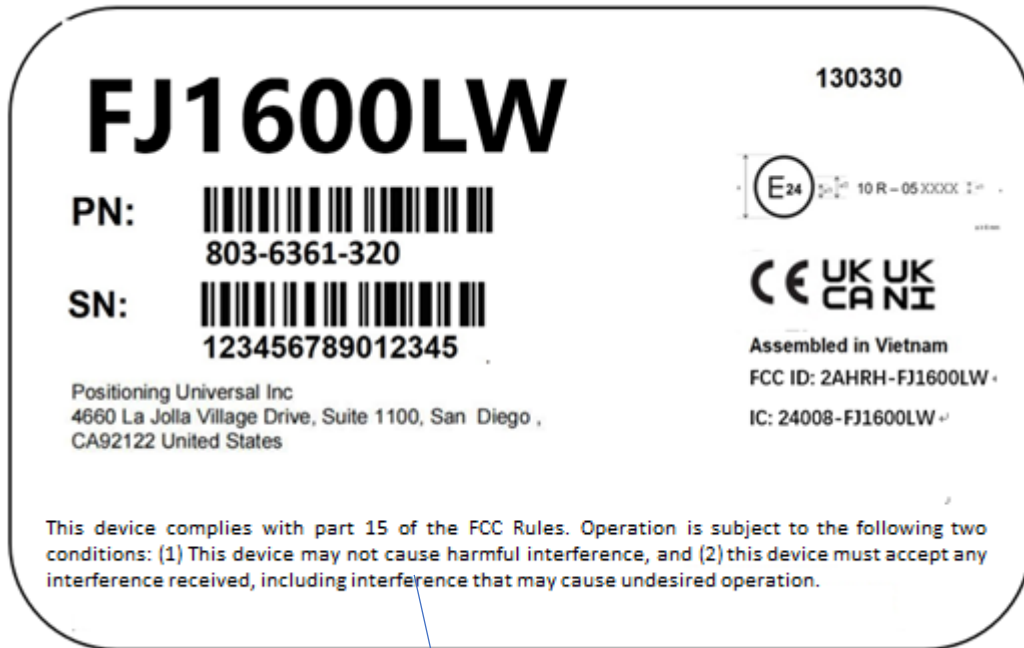 FJ1600LW
130330
E24
10 R – 05 XXXX
PN:
803-6361-320
CE UK CA UK NI
SN:
123456789012345
Assembled in Vietnam
FCC ID: 2AHRH-FJ1600LW
IC: 24008-FJ1600LW
Positioning Universal Inc
4660 La Jolla Village Drive, Suite 1100, San Diego ,
CA92122 United States
This device complies with part 15 of the FCC Rules. Operation is subject to the following two
conditions: (1) This device may not cause harmful interference, and (2) this device must accept any
interference received, including interference that may cause undesired operation.